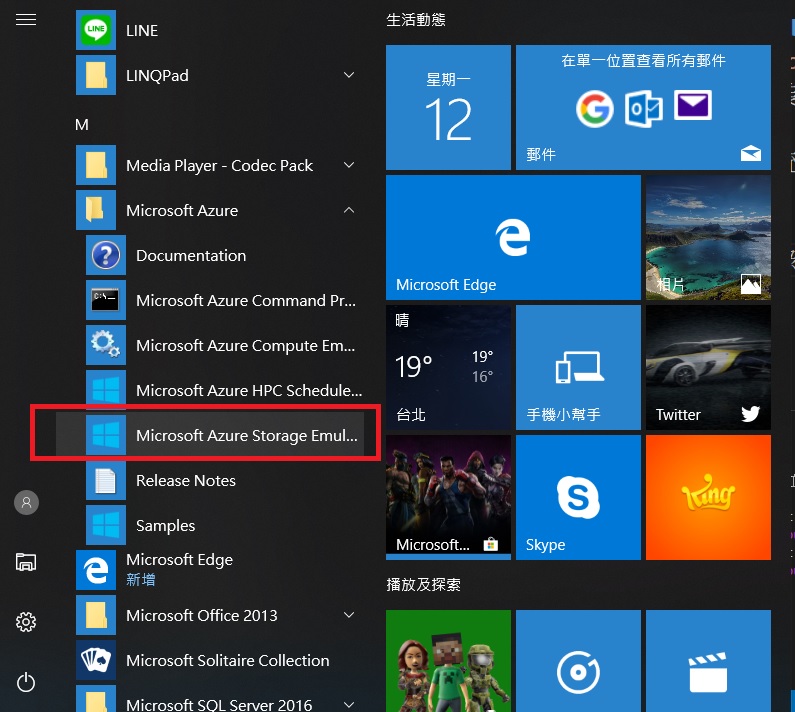 LINE
LINE
LINQPad
M
Media Player - Codec Pack
Microsoft Azure
Documentation
Microsoft Azure Command Pr...
Microsoft Azure Compute Em...
Microsoft Azure HPC Schedule...
Microsoft Azure Storage Emul...
Release Notes
Samples
Microsoft Edge
新增
Microsoft Office 2013
Microsoft Solitaire Collection
Microsoft SQL Server 2016
生活動態
星期一
12
在單一位置查看所有郵件
郵件
Microsoft Edge
相片
晴
19°
19°
16°
台北
手機小幫手
Twitter
Microsoft...
Skype
King
播放及探索